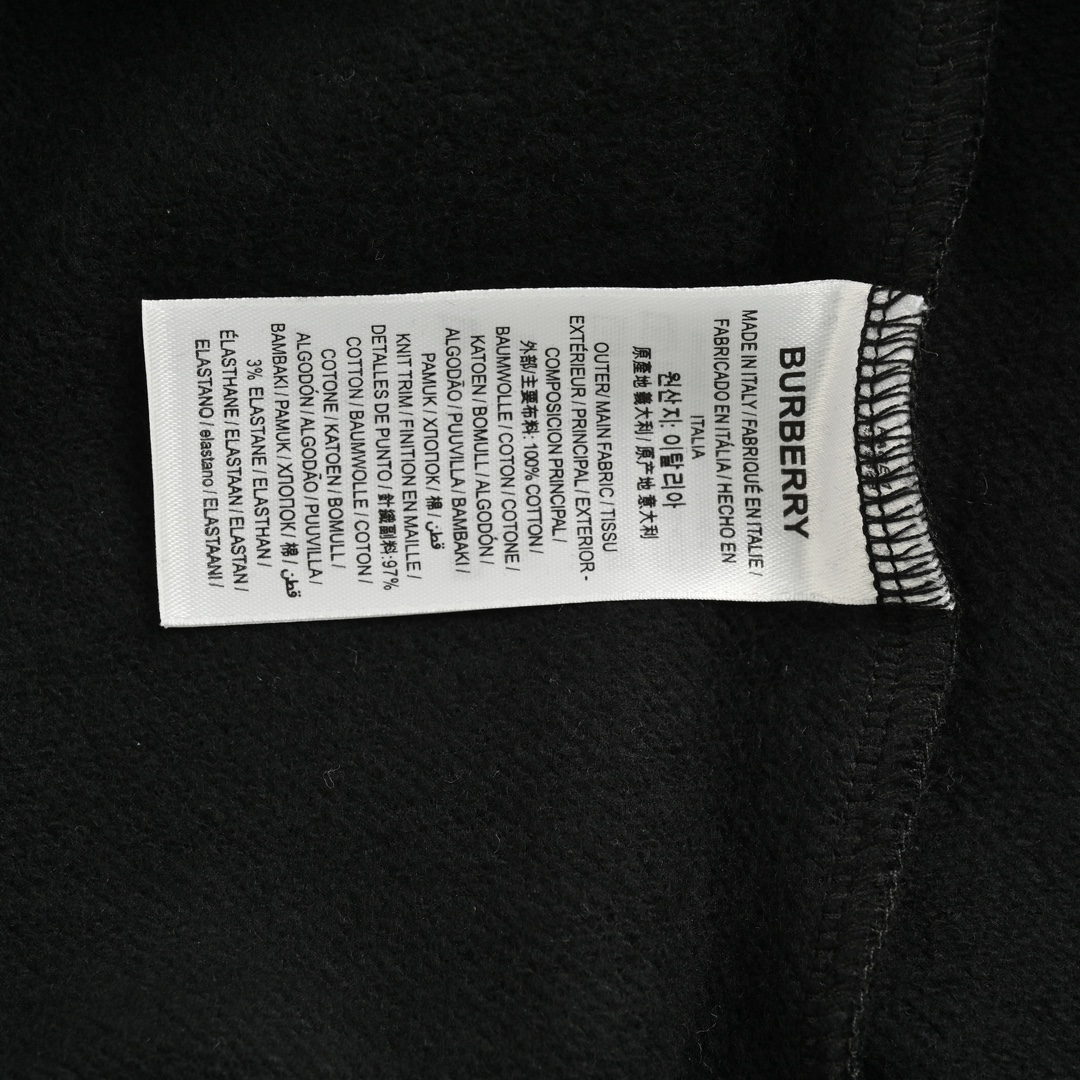 BURBERRY
MADE IN ITALY / FABRIQUÉ EN ITALIE /
FABRICADO EN ITÁLIA / HECHO EN
ITALIA
원산지: 이탈리아
原產地義大利 / 原产地意大利
OUTER/ MAIN FABRIC / TISSU
EXTÉRIEUR / PRINCIPAL / EXTERIOR -
COMPOSICION PRINCIPAL /
外部/主要布料: 100% COTTON /
BAUMWOLLE / COTON / COTONE /
KATOEN / BOMULL / ALGODÓN /
ALGODÃO / PUUVILLA / BAMBAKI /
PAMUK / ХЛОПОК / 棉 / قطن
KNIT TRIM / FINITION EN MAILLE /
DETALLES DE PUNTO / 針織副料:97%
COTTON / BAUMWOLLE / COTON /
COTONE / KATOEN / BOMULL /
ALGODÓN / ALGODÃO / PUUVILLA /
BAMBAKI / PAMUK / ХЛОПОК / 棉 / قطن
3% ELASTANE / ELASTHAN /
ÉLASTHANE / ELASTAAN / ELASTAN /
ELASTANO / elastano / ELASTAANI /